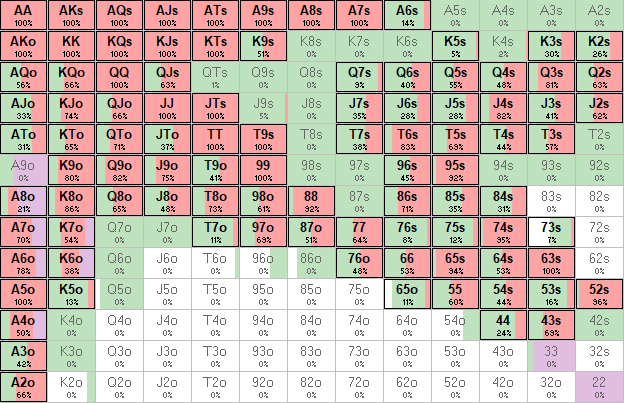 AA AKs AQs AJs ATs A9s A8s A7s A6s A5s A4s A3s A2s
100% 100% 100% 100% 100% 100% 100% 100% 14% 0% 0% 0% 0%
AKo KK KQs KJs KTs K9s K8s K7s K6s K5s K4s K3s K2s
100% 100% 100% 100% 100% 51% 0% 0% 0% 5% 2% 30% 26%
AQo KQo QQ QJs QTs Q9s Q8s Q7s Q6s Q5s Q4s Q3s Q2s
56% 66% 100% 63% 1% 0% 0% 9% 40% 55% 48% 81% 63%
AJo KJo QJo JJ JTs J9s J8s J7s J6s J5s J4s J3s J2s
33% 74% 66% 100% 100% 5% 0% 35% 28% 28% 82% 41% 62%
ATo KTo QTo JTo TT T9s T8s T7s T6s T5s T4s T3s T2s
31% 65% 71% 37% 100% 100% 0% 38% 83% 69% 44% 57% 0%
A9o K9o Q9o J9o T9o 99 98s 97s 96s 95s 94s 93s 92s
0% 80% 82% 75% 41% 100% 0% 0% 45% 92% 0% 0% 0%
A8o K8o Q8o J8o T8o 98o 88 87s 86s 85s 84s 83s 82s
21% 86% 65% 48% 73% 61% 92% 0% 71% 35% 31% 0% 0%
A7o K7o Q7o J7o T7o 97o 87o 77 76s 75s 74s 73s 72s
70% 54% 0% 0% 11% 69% 51% 64% 8% 12% 95% 7% 0%
A6o K6o Q6o J6o T6o 96o 86o 76o 66 65s 64s 63s 62s
78% 38% 0% 0% 0% 0% 0% 48% 53% 94% 53% 100% 0%
A5o K5o Q5o J5o T5o 95o 85o 75o 65o 55 54s 53s 52s
100% 13% 0% 0% 0% 0% 0% 0% 11% 60% 44% 16% 96%
A4o K4o Q4o J4o T4o 94o 84o 74o 64o 54o 44 43s 42s
50% 0% 0% 0% 0% 0% 0% 0% 0% 0% 24% 69% 0%
A3o K3o Q3o J3o T3o 93o 83o 73o 63o 53o 43o 33 32s
42% 0% 0% 0% 0% 0% 0% 0% 0% 0% 0% 0% 0%
A2o K2o Q2o J2o T2o 92o 82o 72o 62o 52o 42o 32o 22
66% 0% 0% 0% 0% 0% 0% 0% 0% 0% 0% 0% 0%